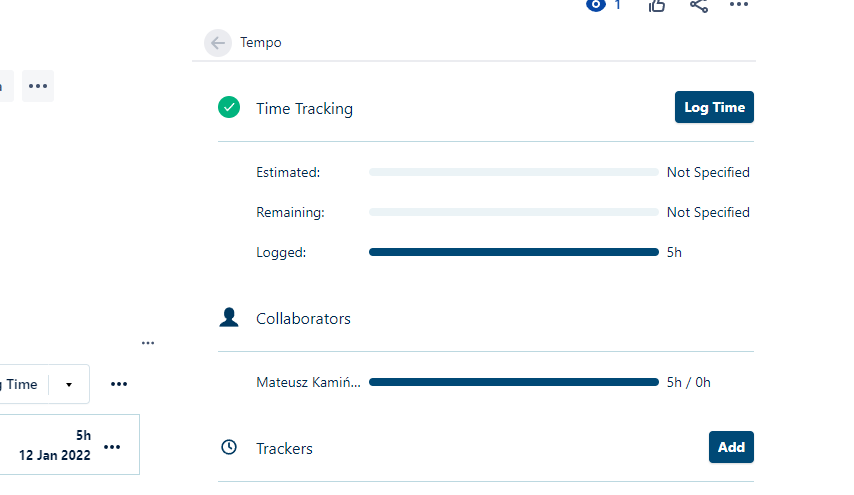 1
Tempo
Time Tracking
Log Time
Estimated:
Not Specified
Remaining:
Not Specified
Logged:
5h
Collaborators
Mateusz Kamiń...
5h / 0h
Trackers
Add
Time
5h
12 Jan 2022